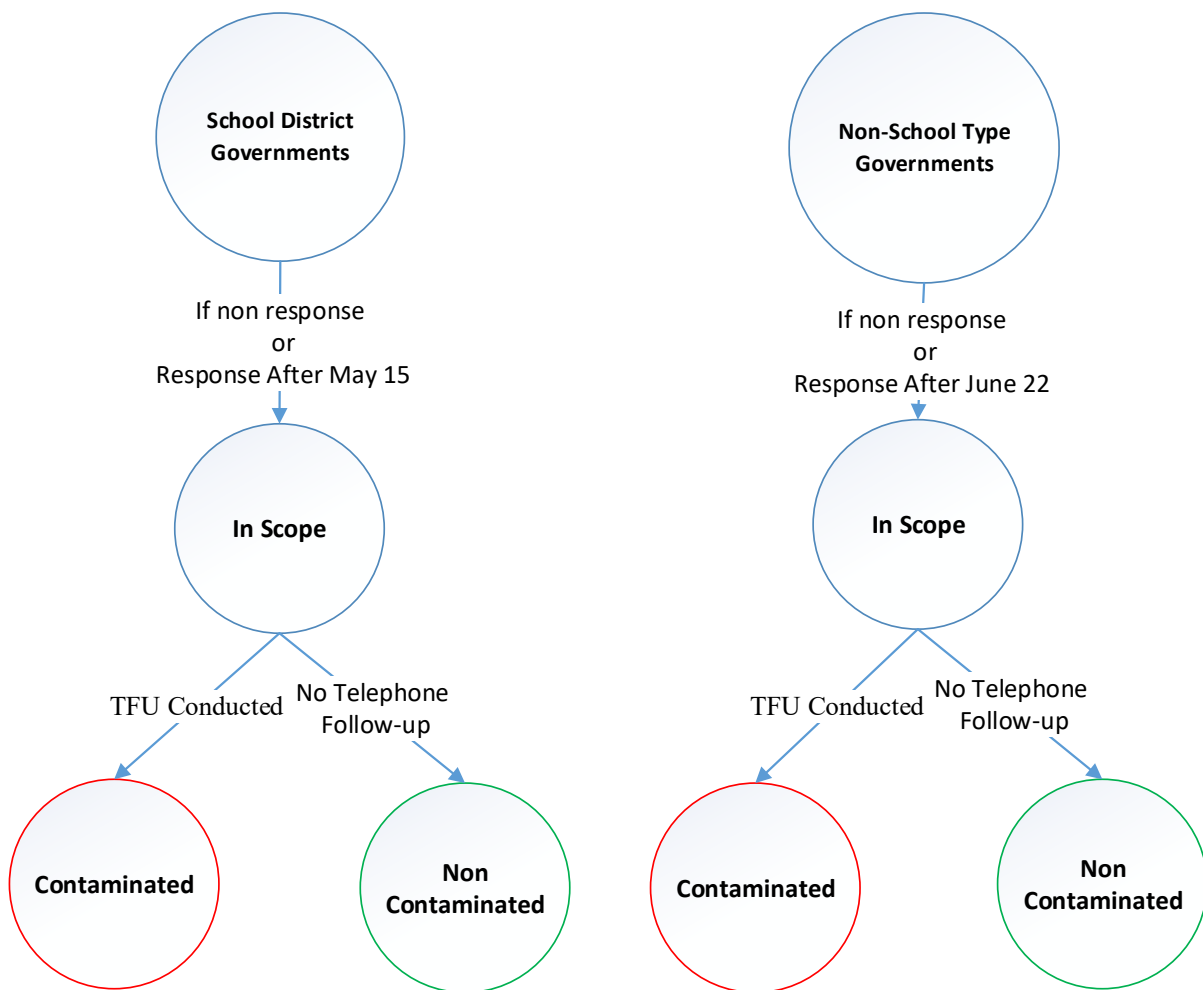 School District
Governments
If non response
or
Response After May 15
In Scope
TFU Conducted
No Telephone
Follow-up
Contaminated
Non
Contaminated
Non-School Type
Governments
If non response
or
Response After June 22
In Scope
TFU Conducted
No Telephone
Follow-up
Contaminated
Non
Contaminated